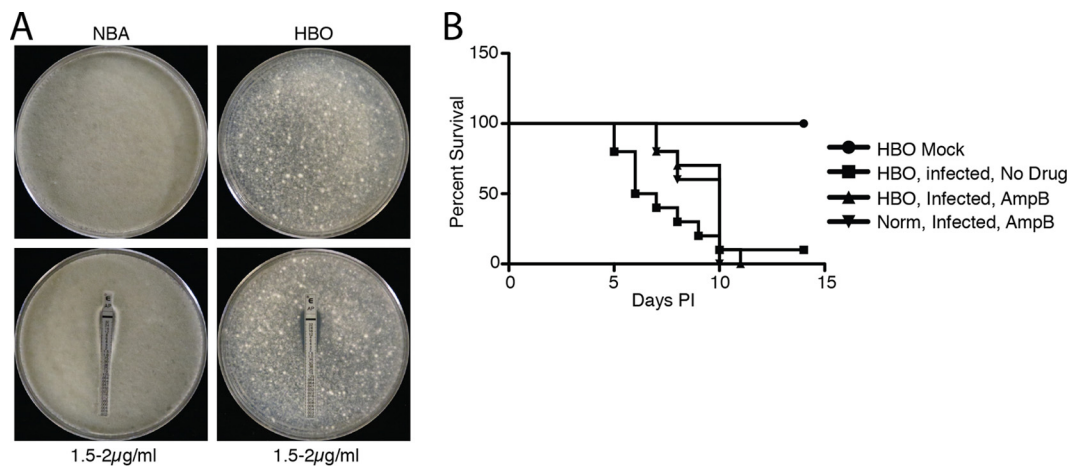 A
NBA
HBO
1.5-2µg/ml
1.5-2µg/ml
B
150
100
50
0
Percent Survival
0
5
10
15
Days PI
HBO Mock
HBO, infected, No Drug
HBO, Infected, AmpB
Norm, Infected, AmpB